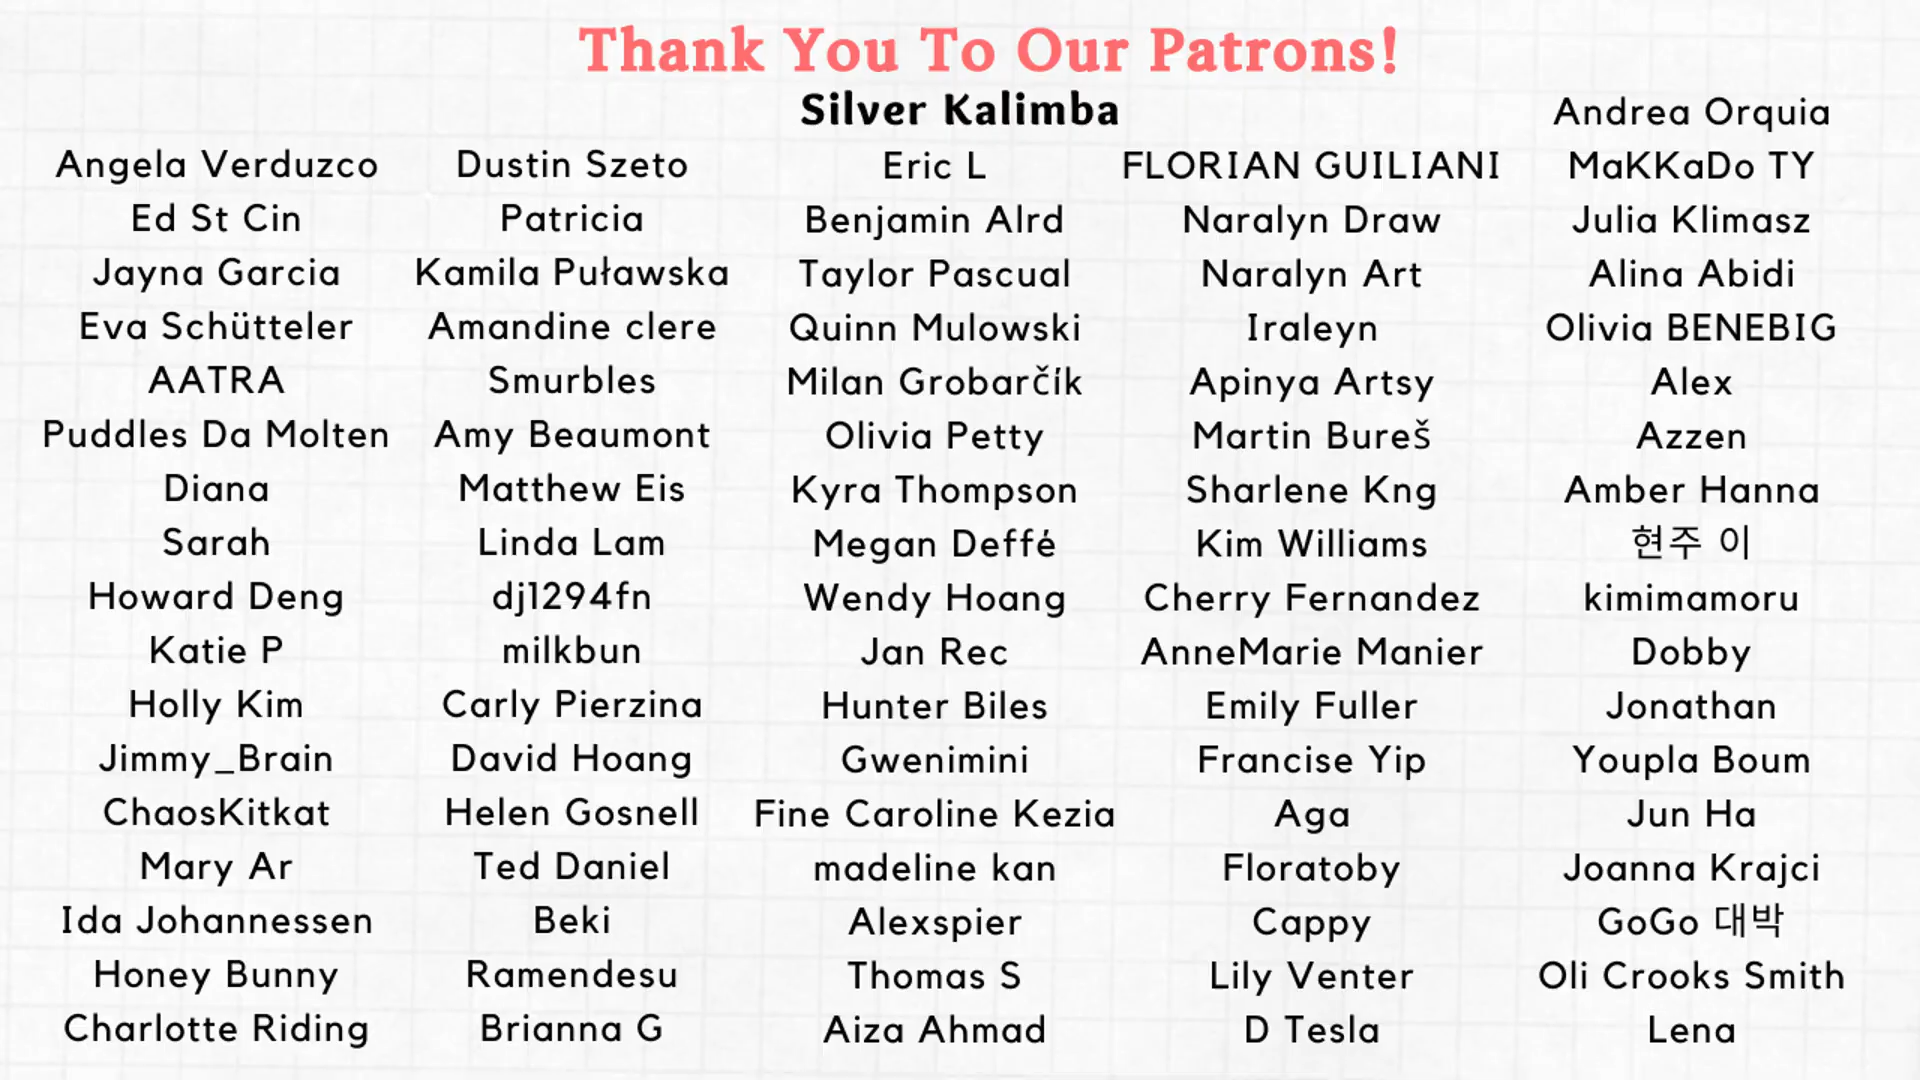 Thank You To Our Patrons!
Silver Kalimba
Angela Verduzco
Ed St Cin
Jayna Garcia
Eva Schütteler
AATRA
Puddles Da Molten
Diana
Sarah
Howard Deng
Katie P
Holly Kim
Jimmy_Brain
ChaosKitkat
Mary Ar
Ida Johannessen
Honey Bunny
Charlotte Riding
Dustin Szeto
Patricia
Kamila Puławska
Amandine clere
Smurbles
Amy Beaumont
Matthew Eis
Linda Lam
dj1294fn
milkbun
Carly Pierzina
David Hoang
Helen Gosnell
Ted Daniel
Beki
Ramendesu
Brianna G
Eric L
Benjamin Alrd
Taylor Pascual
Quinn Mulowski
Milan Grobarčík
Olivia Petty
Kyra Thompson
Megan Deffé
Wendy Hoang
Jan Rec
Hunter Biles
Gwenimini
Fine Caroline Kezia
madeline kan
Alexspier
Thomas S
Aiza Ahmad
FLORIAN GUILIANI
Naralyn Draw
Naralyn Art
Iraleyn
Apinya Artsy
Martin Bureš
Sharlene Kng
Kim Williams
Cherry Fernandez
AnneMarie Manier
Emily Fuller
Francise Yip
Aga
Floratoby
Cappy
Lily Venter
D Tesla
Andrea Orquia
MaKKaDo TY
Julia Klimasz
Alina Abidi
Olivia BENEBIG
Alex
Azzen
Amber Hanna
현주 이
kimimamoru
Dobby
Jonathan
Youpla Boum
Jun Ha
Joanna Krajci
GoGo 대박
Oli Crooks Smith
Lena